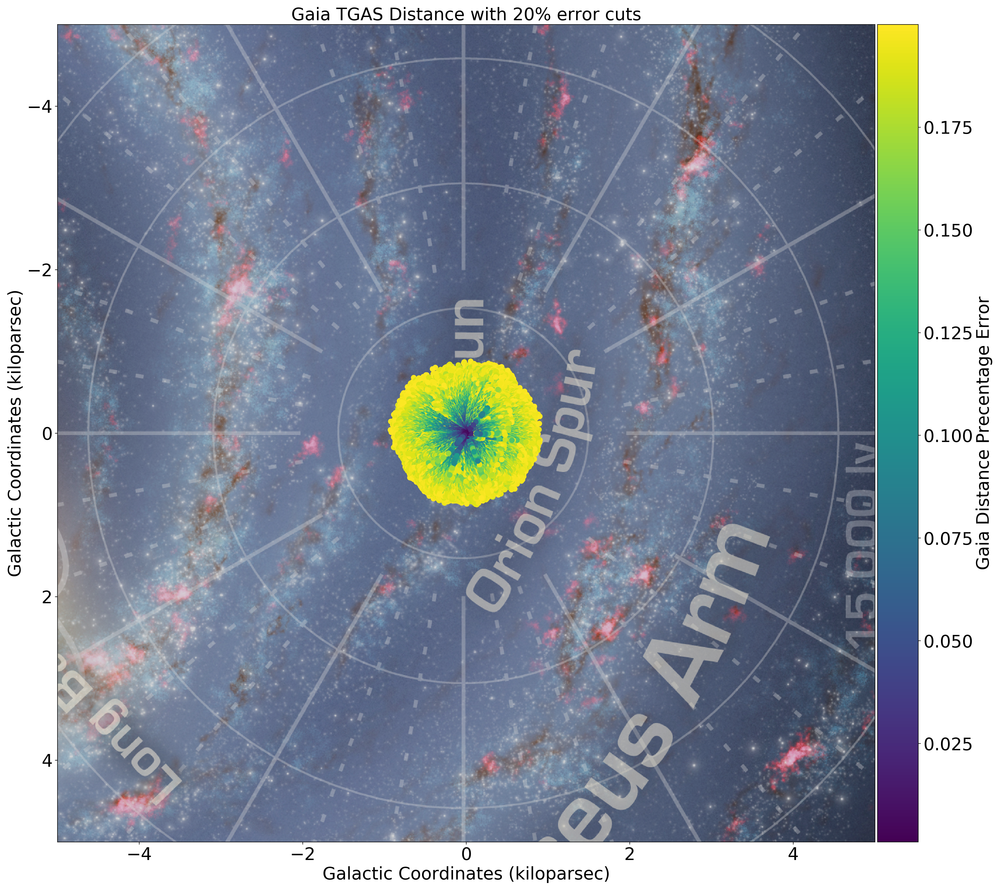 Gaia TGAS Distance with 20% error cuts
−4
−2
0
2
4
Galactic Coordinates (kiloparsec)
−4
−2
0
2
4
Galactic Coordinates (kiloparsec)
un
Orion Spur
eus Arm
15,000 ly
Long Ba
0.175
0.150
0.125
0.100
0.075
0.050
0.025
Gaia Distance Precentage Error